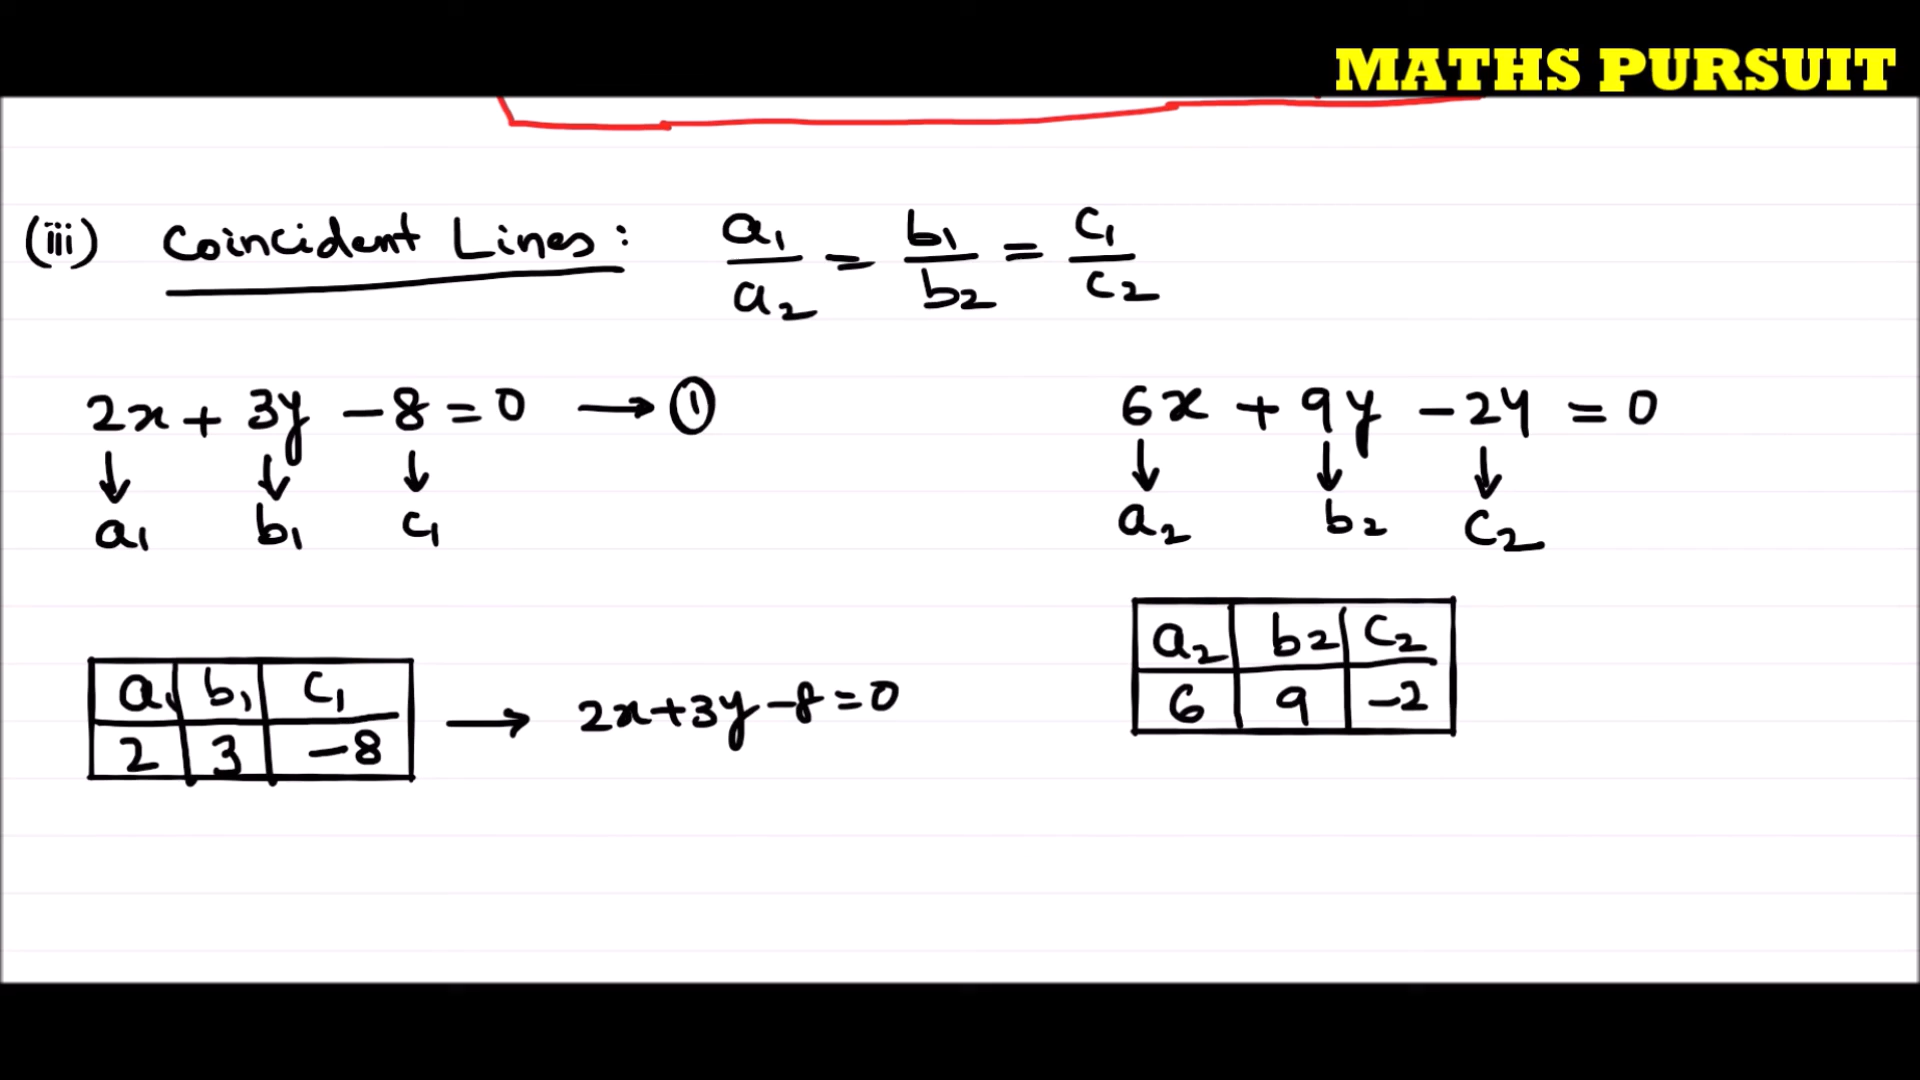 MATHS PURSUIT
(iii) Coincident Lines: a₁/a₂ = b₁/b₂ = c₁/c₂
2x + 3y - 8 = 0 → ①
6x + 9y - 24 = 0
↓ ↓ ↓
a₁ b₁ c₁
↓ ↓ ↓
a₂ b₂ c₂
a₂ b₂ c₂
6 9 -2
a₁ b₁ c₁
2 3 -8
→ 2x+3y-8=0